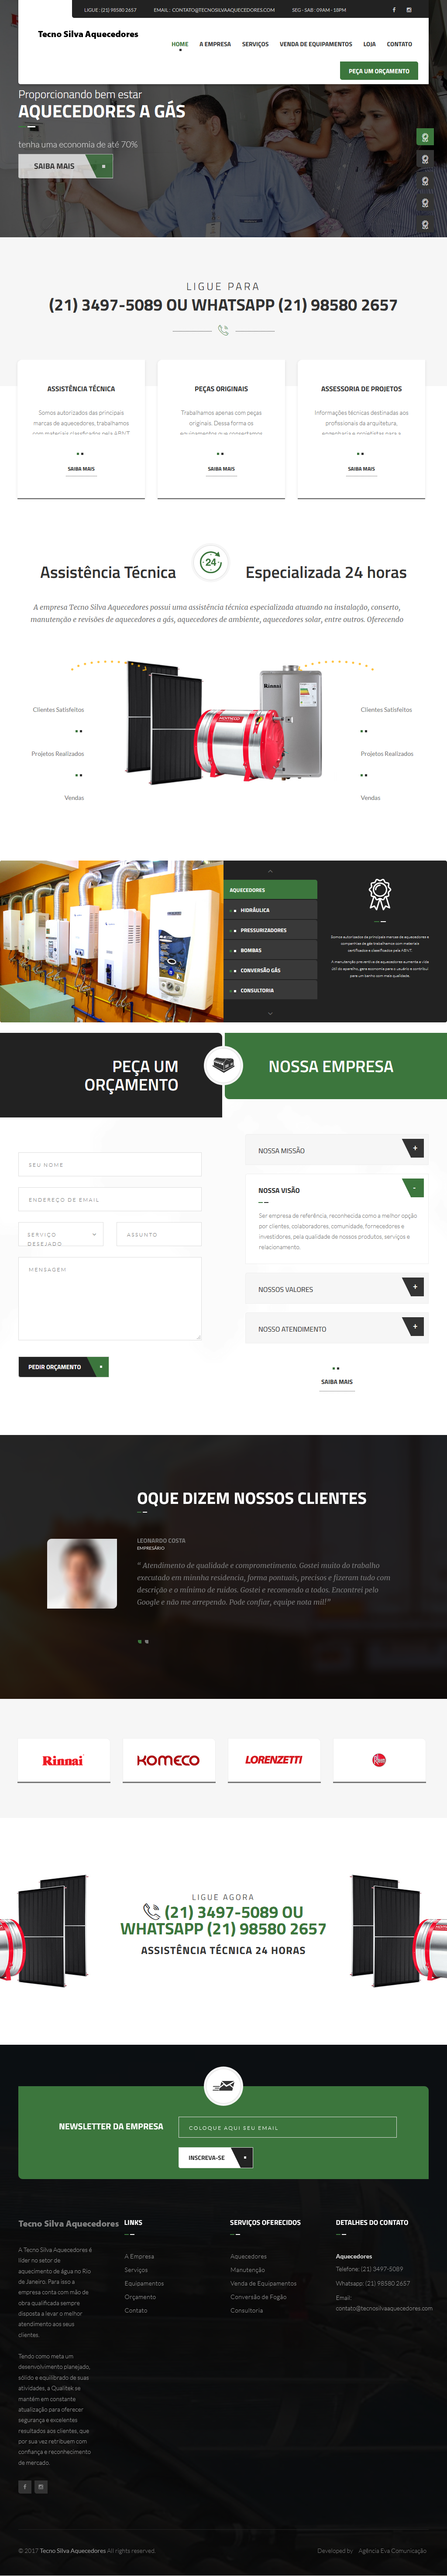 LIGUE : (21) 98580 2657
EMAIL : CONTATO@TECNOSILVAAQUECEDORES.COM
SEG - SAB : 09AM - 18PM
Tecno Silva Aquecedores
HOME
A EMPRESA
SERVIÇOS
VENDA DE EQUIPAMENTOS
LOJA
CONTATO
PEÇA UM ORÇAMENTO
Proporcionando bem estar
AQUECEDORES A GÁS
tenha uma economia de até 70%
SAIBA MAIS
LIGUE PARA
(21) 3497-5089 OU WHATSAPP (21) 98580 2657
ASSISTÊNCIA TÉCNICA
Somos autorizados das principais
marcas de aquecedores, trabalhamos
com materiais classificados pela ABNT
SAIBA MAIS
PEÇAS ORIGINAIS
Trabalhamos apenas com peças
originais. Dessa forma os
equipamentos que consertamos
SAIBA MAIS
ASSESSORIA DE PROJETOS
Informações técnicas destinadas aos
profissionais da arquitetura,
engenharia e projetistas para a
SAIBA MAIS
Assistência Técnica
24
Especializada 24 horas
A empresa Tecno Silva Aquecedores possui uma assistência técnica especializada atuando na instalação, conserto,
manutenção e revisões de aquecedores a gás, aquecedores de ambiente, aquecedores solar, entre outros. Oferecendo
Clientes Satisfeitos
Projetos Realizados
Vendas
Rinnai
KOMECO
Clientes Satisfeitos
Projetos Realizados
Vendas
AQUECEDORES
HIDRÁULICA
PRESSURIZADORES
BOMBAS
CONVERSÃO GÁS
CONSULTORIA
Somos autorizados da principais marcas de aquecedores e
companhias de gás trabalhamos com materiais
certificados e classificados pela ABNT.
A manutenção preventiva de aquecedores aumenta a vida
útil do aparelho, gera economia para o usuário e contribui
para um banho com mais qualidade.
PEÇA UM
ORÇAMENTO
NOSSA EMPRESA
SEU NOME
ENDEREÇO DE EMAIL
SERVIÇO
DESEJADO
ASSUNTO
MENSAGEM
PEDIR ORÇAMENTO
NOSSA MISSÃO
+
NOSSA VISÃO
-
Ser empresa de referência, reconhecida como a melhor opção
por clientes, colaboradores, comunidade, fornecedores e
investidores, pela qualidade de nossos produtos, serviços e
relacionamento.
NOSSOS VALORES
+
NOSSO ATENDIMENTO
+
SAIBA MAIS
OQUE DIZEM NOSSOS CLIENTES
LEONARDO COSTA
EMPRESÁRIO
" Atendimento de qualidade e comprometimento. Gostei muito do trabalho
executado em minnha residencia, forma pontuais, precisos e fizeram tudo com
descrição e o mínimo de ruídos. Gostei e recomendo a todos. Encontrei pelo
Google e não me arrependo. Pode confiar, equipe nota mil!"
Rinnai
KOMECO
LORENZETTI
Rheem
LIGUE AGORA
(21) 3497-5089 OU
WHATSAPP (21) 98580 2657
ASSISTÊNCIA TÉCNICA 24 HORAS
NEWSLETTER DA EMPRESA
COLOQUE AQUI SEU EMAIL
INSCREVA-SE
Tecno Silva Aquecedores
A Tecno Silva Aquecedores é
líder no setor de
aquecimento de água no Rio
de Janeiro. Para isso a
empresa conta com mão de
obra qualificada sempre
disposta a levar o melhor
atendimento aos seus
clientes.
Tendo como meta um
desenvolvimento planejado,
sólido e equilibrado de suas
atividades, a Qualitek se
mantém em constante
atualização para oferecer
segurança e excelentes
resultados aos clientes, que
por sua vez retribuem com
confiança e reconhecimento
de mercado.
LINKS
A Empresa
Serviços
Equipamentos
Orçamento
Contato
SERVIÇOS OFERECIDOS
Aquecedores
Manutenção
Venda de Equipamentos
Conversão de Fogão
Consultoria
DETALHES DO CONTATO
Aquecedores
Telefone: (21) 3497-5089
Whatsapp: (21) 98580 2657
Email:
contato@tecnosilvaaquecedores.com
© 2017 Tecno Silva Aquecedores All rights reserved.
Developed by Agência Eva Comunicação